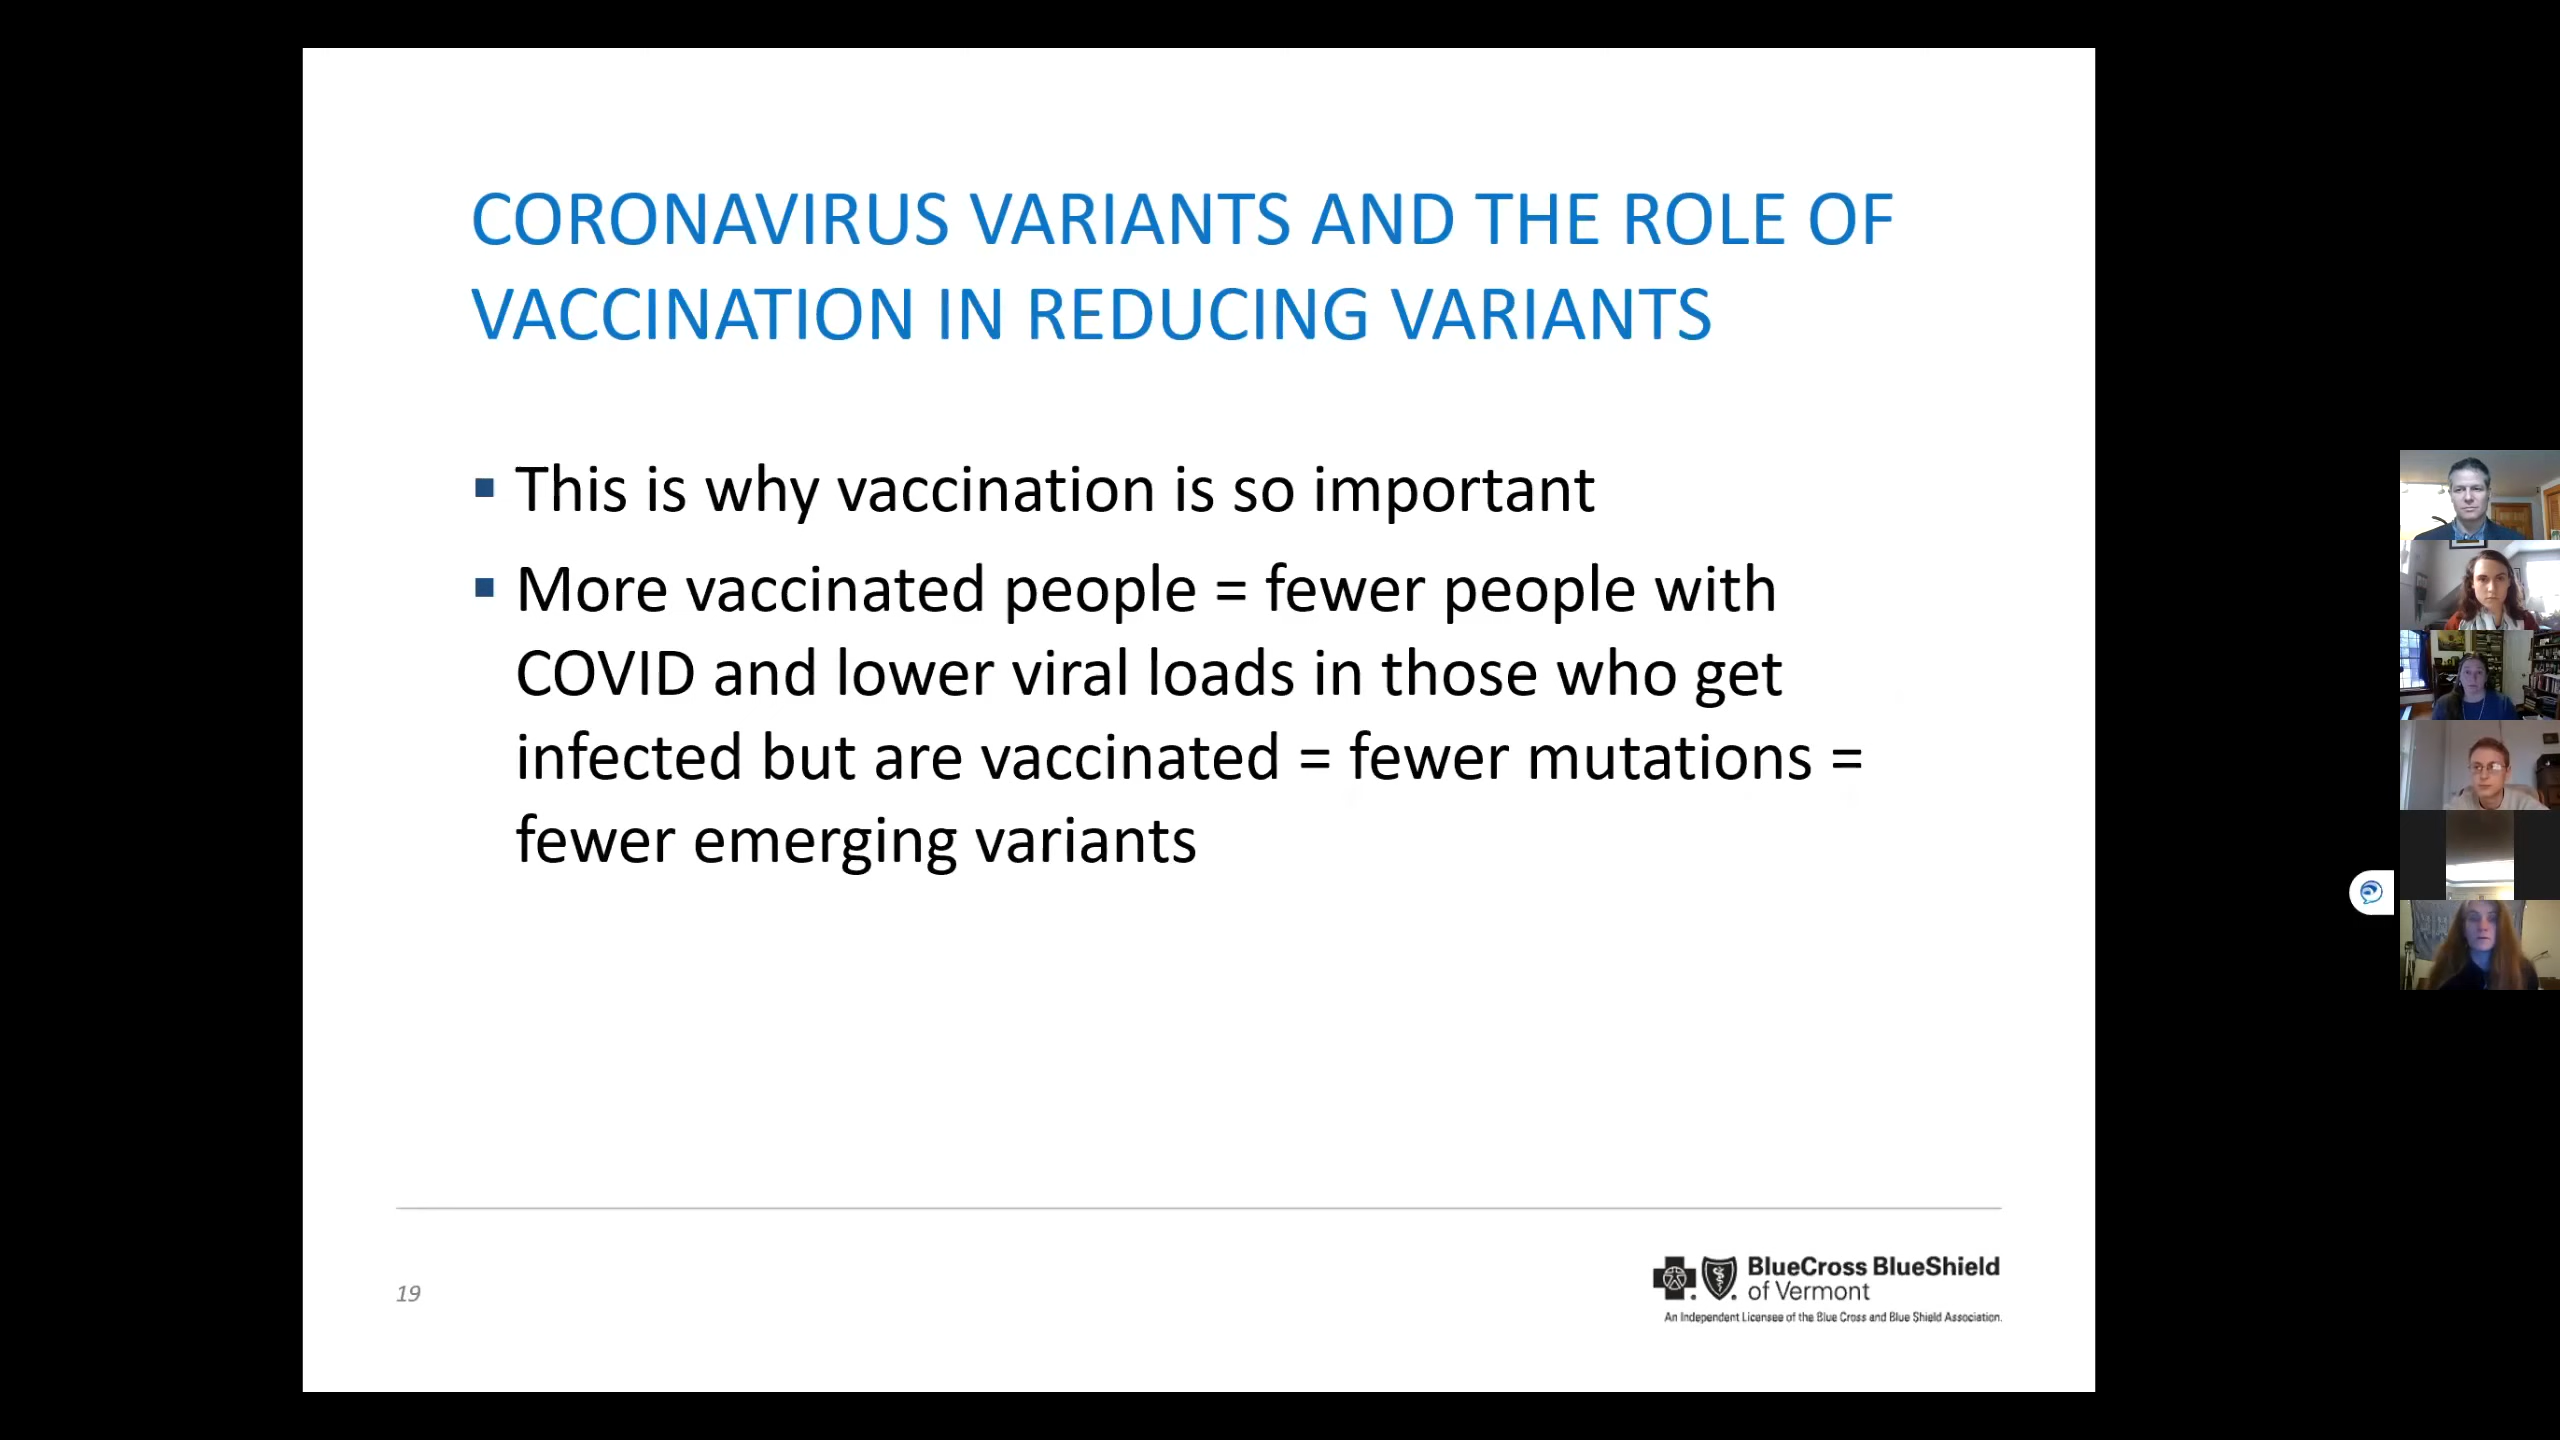 CORONAVIRUS VARIANTS AND THE ROLE OF
VACCINATION IN REDUCING VARIANTS
▪ This is why vaccination is so important
▪ More vaccinated people = fewer people with
COVID and lower viral loads in those who get
infected but are vaccinated = fewer mutations =
fewer emerging variants
19
BlueCross BlueShield
of Vermont
An Independent Licensee of the Blue Cross and Blue Shield Association.